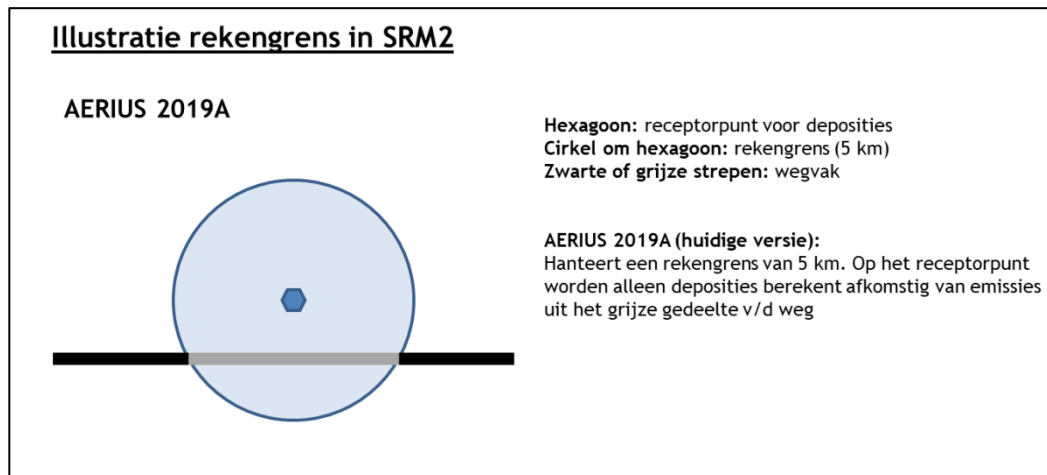 Illustratie rekengrens in SRM2
AERIUS 2019A
Hexagoon: receptorpunt voor deposities
Cirkel om hexagoon: rekengrens (5 km)
Zwarte of grijze strepen: wegvak
AERIUS 2019A (huidige versie):
Hanteert een rekengrens van 5 km. Op het receptorpunt
worden alleen deposities berekent afkomstig van emissies
uit het grijze gedeelte v/d weg